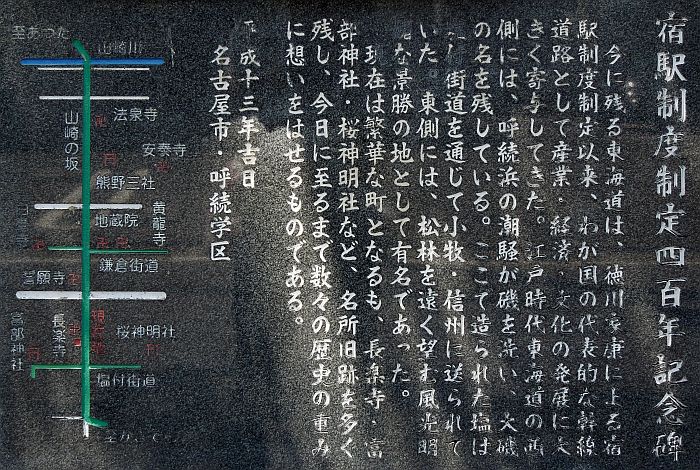 宿駅制度制定四百年記念碑
今に残る東海道は、徳川家康による宿
駅制度制定以来、わが国の代表的な幹線
道路として産業・経済・文化の発展に大
きく寄与してきた。江戸時代東海道の西
側には、呼続浜の潮騒が磯を洗い、大磯
の名を残している。ここで造られた塩は
街道を通じて小牧・信州に送られて
いた。東側には、松林を遠く望む風光明
な景勝の地として有名であった。
現在は繁華な町となるも、長楽寺・富
部神社・桜神明社など、名所旧跡を多く
残し、今日に至るまで数々の歴史の重み
に想いをはせるものである。
平成十三年吉日
名古屋市・呼続学区
至あつた
山崎川
法泉寺
山崎の坂
安泰寺
熊野三社
地蔵院
黄龍寺
鎌倉街道
誓願寺
長楽寺
桜神明社
富部神社
塩付街道